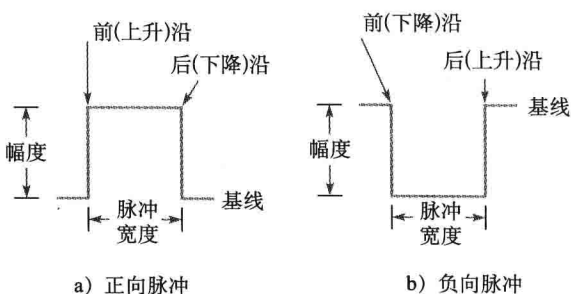 前(上升)沿
后(下降)沿
幅度
基线
脉冲
宽度
a) 正向脉冲
前(下降)沿
后(上升)沿
基线
幅度
脉冲
宽度
b) 负向脉冲